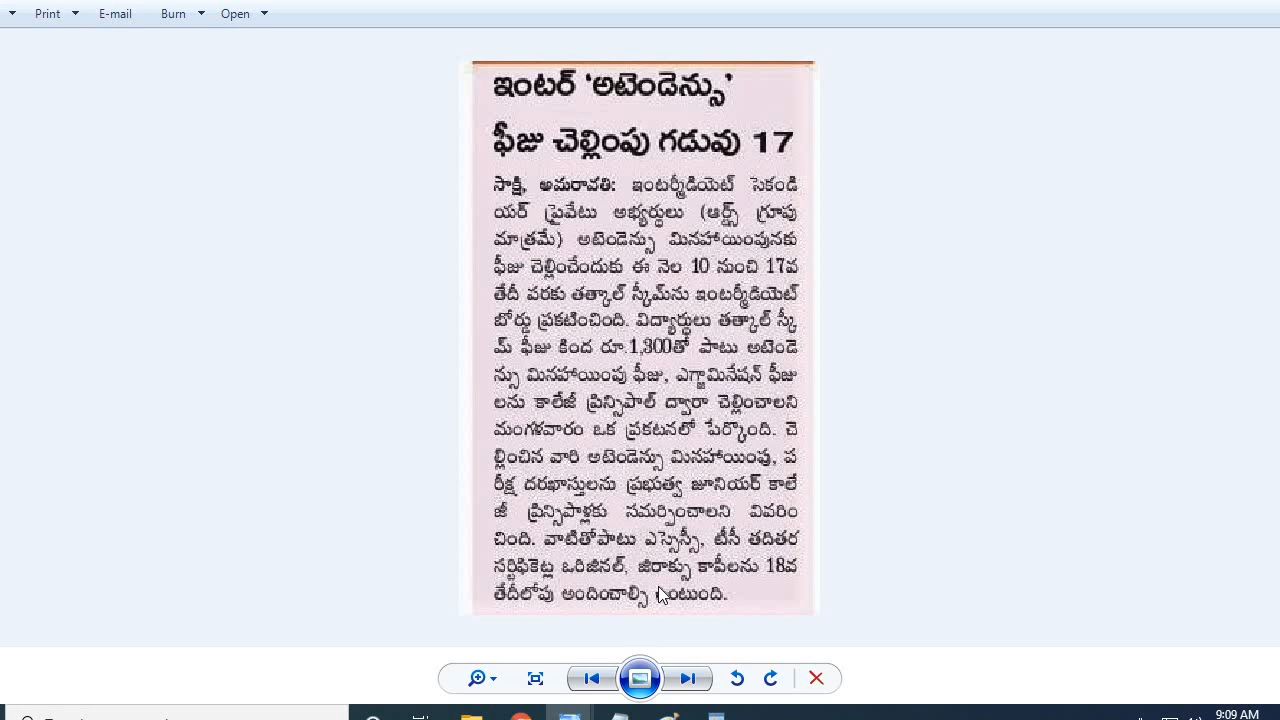 Print
E-mail
Burn
Open
ఇంటర్ ‘అటెండెన్సు’
ఫీజు చెల్లింపు గడువు 17
సాక్షి, అమరావతి: ఇంటర్మీడియెట్ సెకండి
యర్ ప్రైవేటు అభ్యర్థులు (ఆర్ట్స్ గ్రూపు
మాత్రమే) అటెండెన్సు మినహాయింపునకు
ఫీజు చెల్లించేందుకు ఈ నెల 10 నుంచి 17వ
తేదీ వరకు తత్కాల్ స్కీమ్‌ను ఇంటర్మీడియెట్
బోర్డు ప్రకటించింది. విద్యార్థులు తత్కాల్ స్కీ
మ్ ఫీజు కింద రూ.1,300తో పాటు అటెండె
న్సు మినహాయింపు ఫీజు, ఎగ్జామినేషన్ ఫీజు
లను కాలేజీ ప్రిన్సిపాల్ ద్వారా చెల్లించాలని
మంగళవారం ఒక ప్రకటనలో పేర్కొంది. చె
ల్లించిన వారి అటెండెన్సు మినహాయింపు, ప
రీక్ష దరఖాస్తులను ప్రభుత్వ జూనియర్ కాలే
జీ ప్రిన్సిపాళ్లకు సమర్పించాలని వివరిం
చింది. వాటితోపాటు ఎస్సెస్సీ, టీసీ తదితర
సర్టిఫికెట్ల ఒరిజినల్, జిరాక్సు కాపీలను 18వ
తేదీలోపు అందించాల్సి ఉంటుంది.
9:09 AM